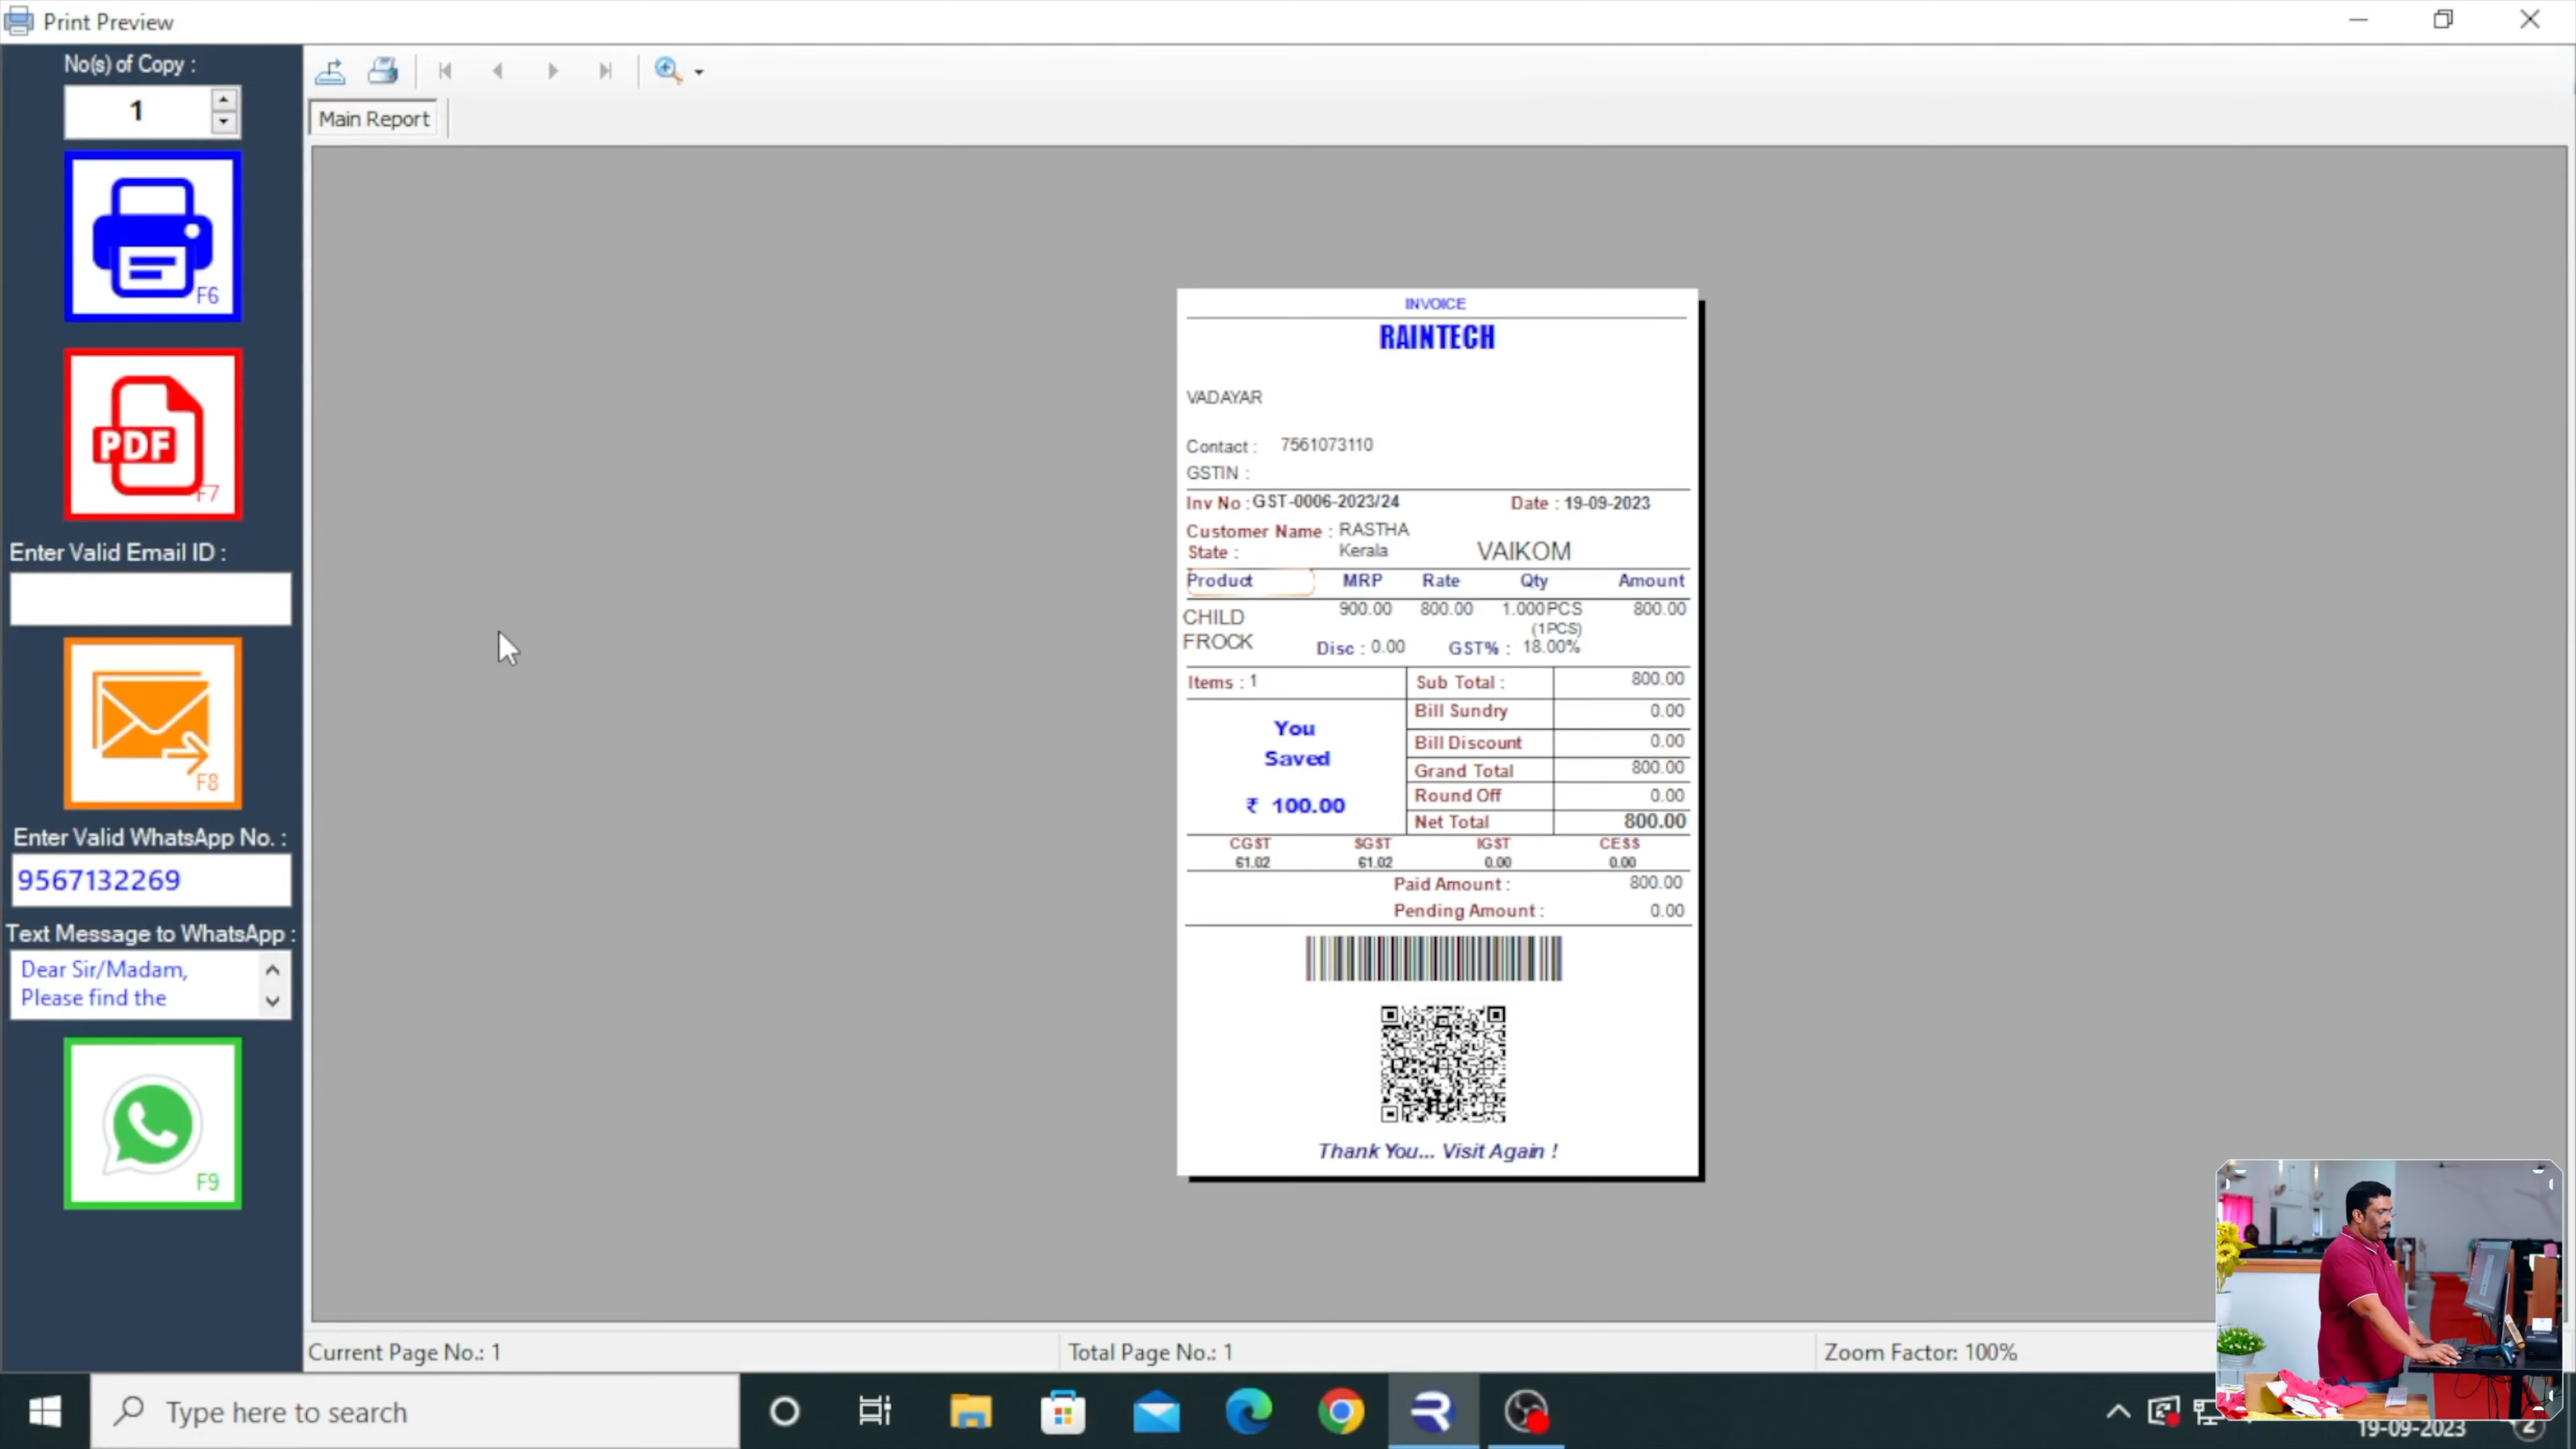 Print Preview
No(s) of Copy :
1
F6
PDF
F7
Enter Valid Email ID :
F8
Enter Valid WhatsApp No. :
9567132269
Text Message to WhatsApp :
Dear Sir/Madam,
Please find the
F9
Main Report
INVOICE
RAINTECH
VADAYAR
Contact : 7561073110
GSTIN :
Inv No : GST-0006-2023/24 Date : 19-09-2023
Customer Name : RASTHA
State : Kerala VAIKOM
Product MRP Rate Qty Amount
CHILD FROCK 900.00 800.00 1.000 PCS 800.00
(1PCS)
Disc : 0.00 GST% : 18.00%
Items : 1 Sub Total : 800.00
Bill Sundry 0.00
You Saved
₹ 100.00
Bill Discount 0.00
Grand Total 800.00
Round Off 0.00
Net Total 800.00
CGST SGST IGST CESS
61.02 61.02 0.00 0.00
Paid Amount : 800.00
Pending Amount : 0.00
Thank You... Visit Again !
Current Page No.: 1 Total Page No.: 1 Zoom Factor: 100%
Type here to search
19-09-2023
2